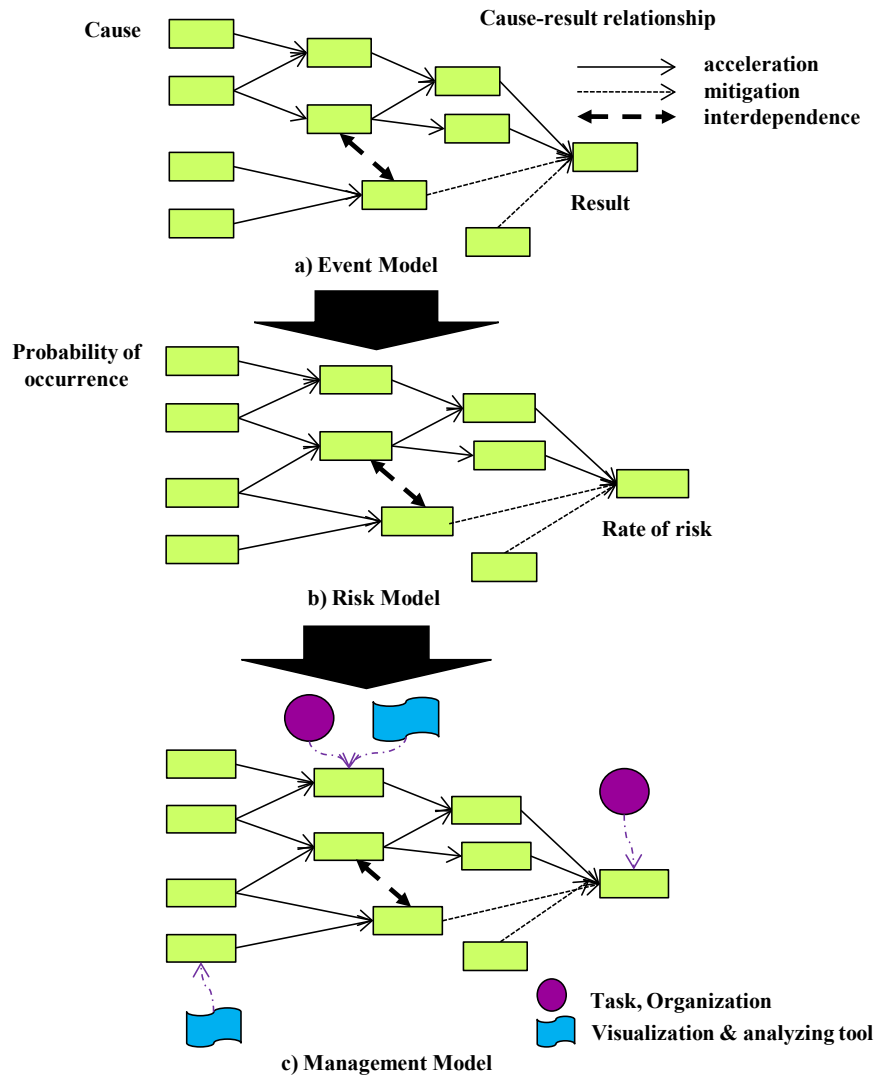 Cause-result relationship
Cause
acceleration
mitigation
interdependence
Result
a) Event Model
Probability of
occurrence
Rate of risk
b) Risk Model
Task, Organization
Visualization & analyzing tool
c) Management Model